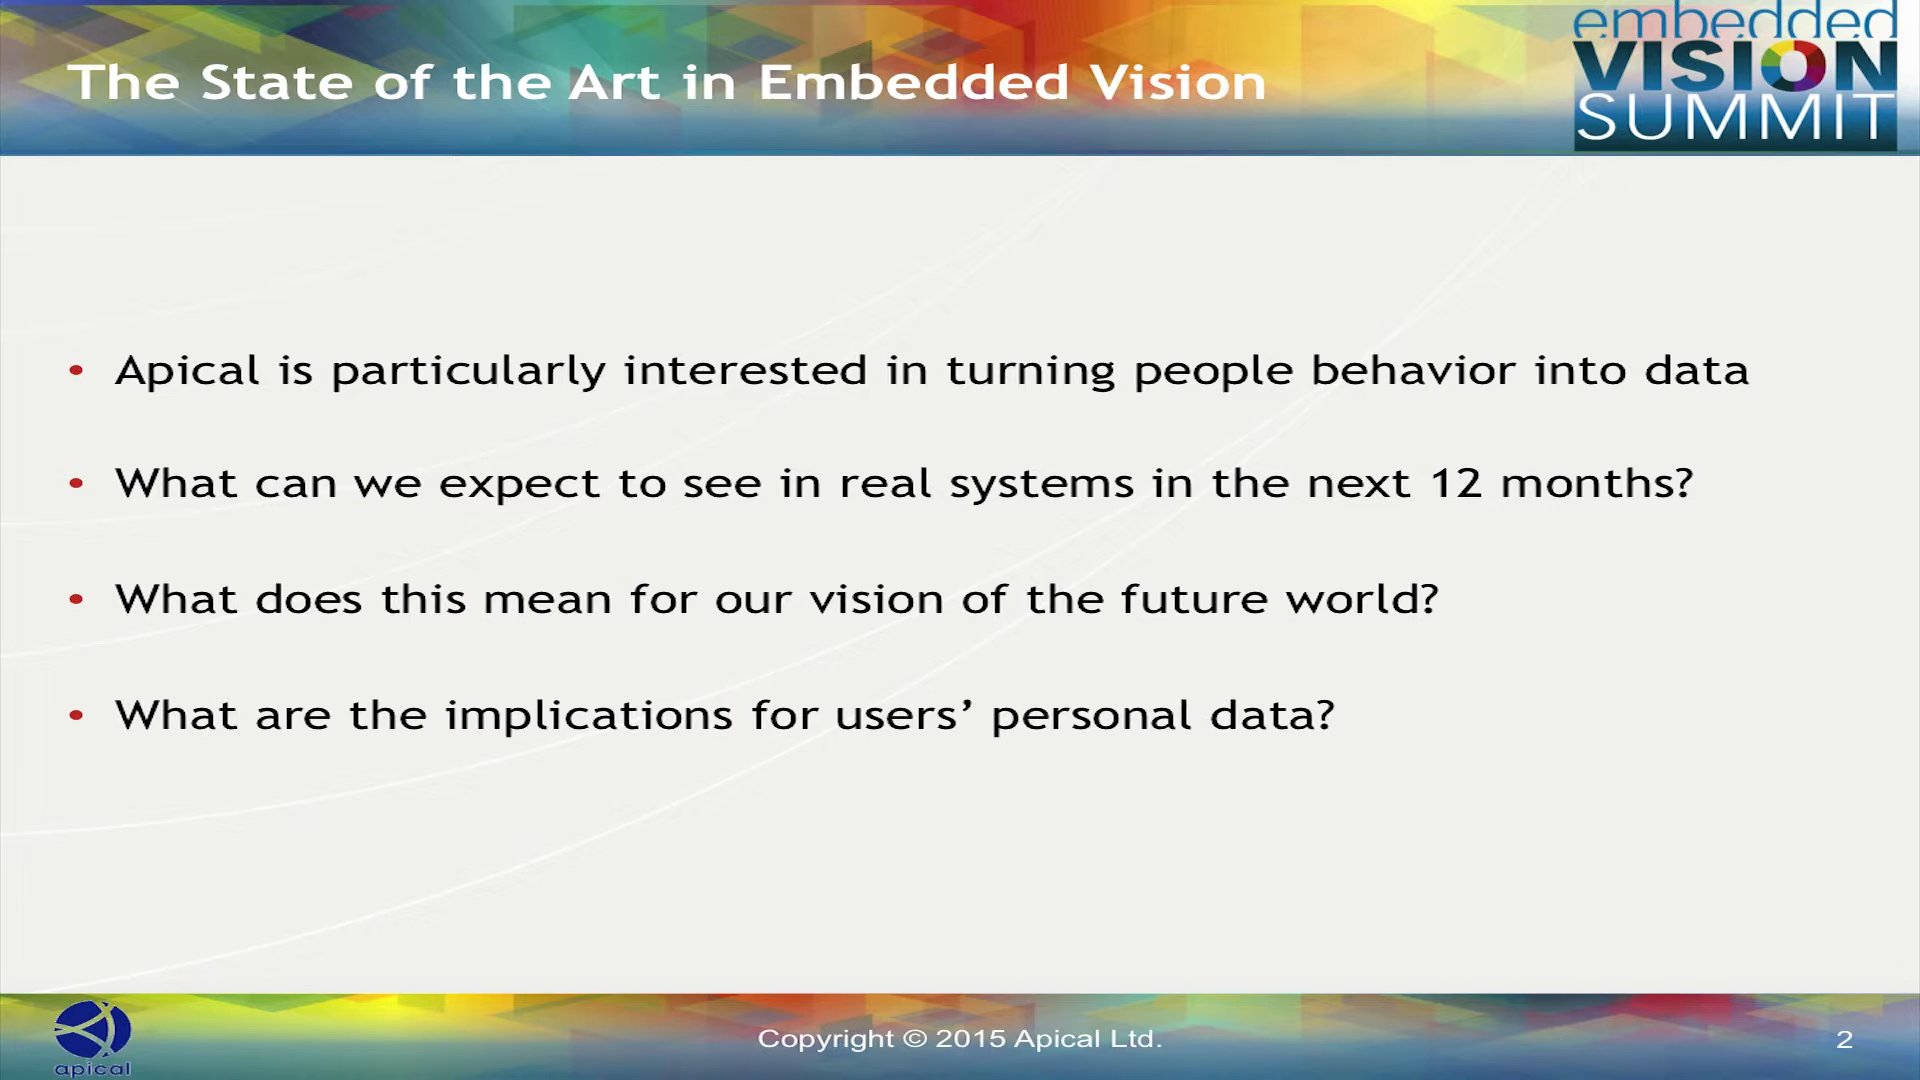 The State of the Art in Embedded Vision
embedded
VISION
SUMMIT
• Apical is particularly interested in turning people behavior into data
• What can we expect to see in real systems in the next 12 months?
• What does this mean for our vision of the future world?
• What are the implications for users’ personal data?
apical
Copyright © 2015 Apical Ltd.
2